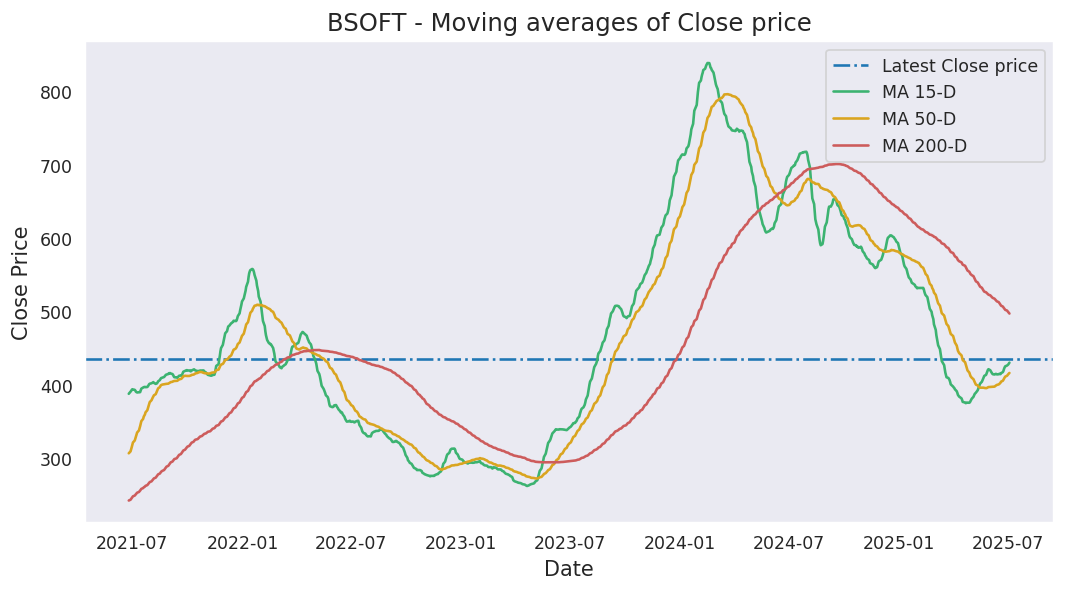 BSOFT - Moving averages of Close price
Close Price
800
700
600
500
400
300
Latest Close price
MA 15-D
MA 50-D
MA 200-D
2021-07 2022-01 2022-07 2023-01 2023-07 2024-01 2024-07 2025-01 2025-07
Date